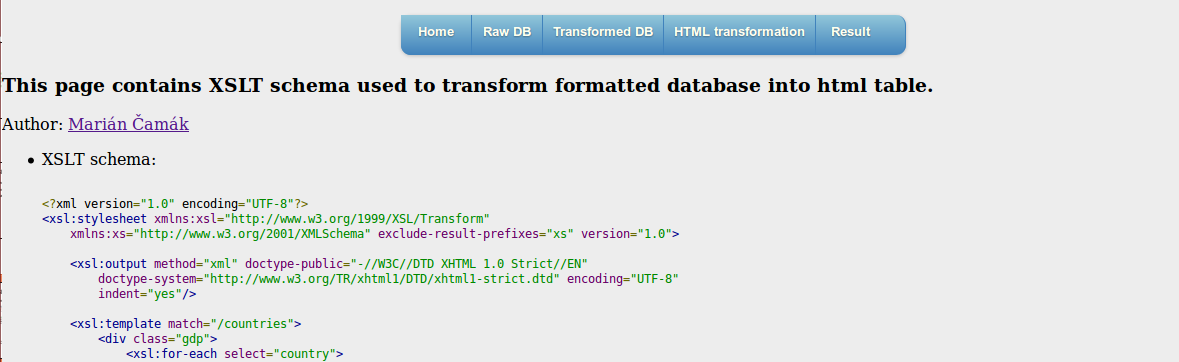 Home Raw DB Transformed DB HTML transformation Result
This page contains XSLT schema used to transform formatted database into html table.
Author: Marián Čamák
• XSLT schema:
<?xml version="1.0" encoding="UTF-8"?>
<xsl:stylesheet xmlns:xsl="http://www.w3.org/1999/XSL/Transform"
xmlns:xs="http://www.w3.org/2001/XMLSchema" exclude-result-prefixes="xs" version="1.0">
<xsl:output method="xml" doctype-public="-//W3C//DTD XHTML 1.0 Strict//EN"
doctype-system="http://www.w3.org/TR/xhtml1/DTD/xhtml1-strict.dtd" encoding="UTF-8"
indent="yes"/>
<xsl:template match="/countries">
<div class="gdp">
<xsl:for-each select="country">